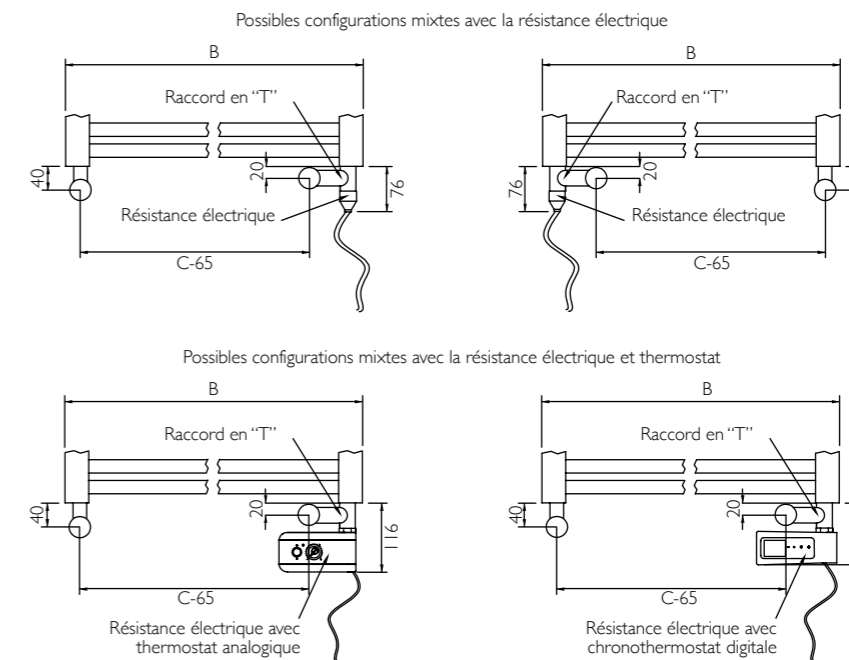 Possibles configurations mixtes avec la résistance électrique
B
B
Raccord en “T”
Raccord en “T”
40
20
76
76
20
Résistance électrique
Résistance électrique
C-65
C-65
Possibles configurations mixtes avec la résistance électrique et thermostat
B
B
Raccord en “T”
Raccord en “T”
40
20
116
40
20
C-65
C-65
Résistance électrique avec
thermostat analogique
Résistance électrique avec
chronothermostat digitale